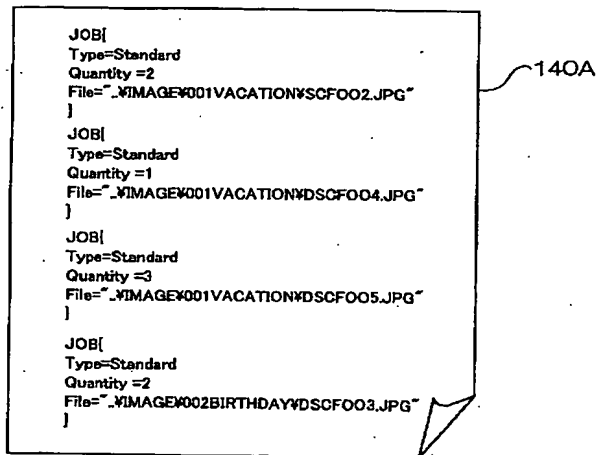 JOB[
Type=Standard
Quantity =2
File="..¥IMAGE¥001VACATION¥SCFOO2.JPG"
]
JOB[
Type=Standard
Quantity =1
File="..¥IMAGE¥001VACATION¥DSCFOO4.JPG"
]
JOB[
Type=Standard
Quantity =3
File="..¥IMAGE¥001VACATION¥DSCFOO5.JPG"
]
JOB[
Type=Standard
Quantity =2
File="..¥IMAGE¥002BIRTHDAY¥DSCFOO3.JPG"
]
140A